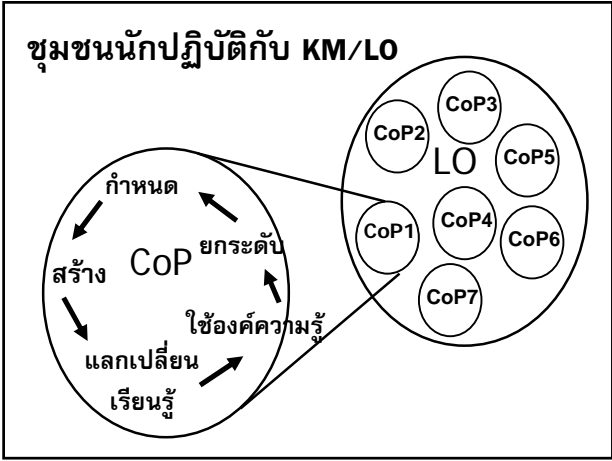 ชุมชนนักปฏิบัติกับ KM/LO
CoP3
CoP2
LO
CoP5
กำหนด
CoP4
CoP1
CoP6
ยกระดับ
CoP
สร้าง
CoP7
ใช้องค์ความรู้
แลกเปลี่ยน
เรียนรู้